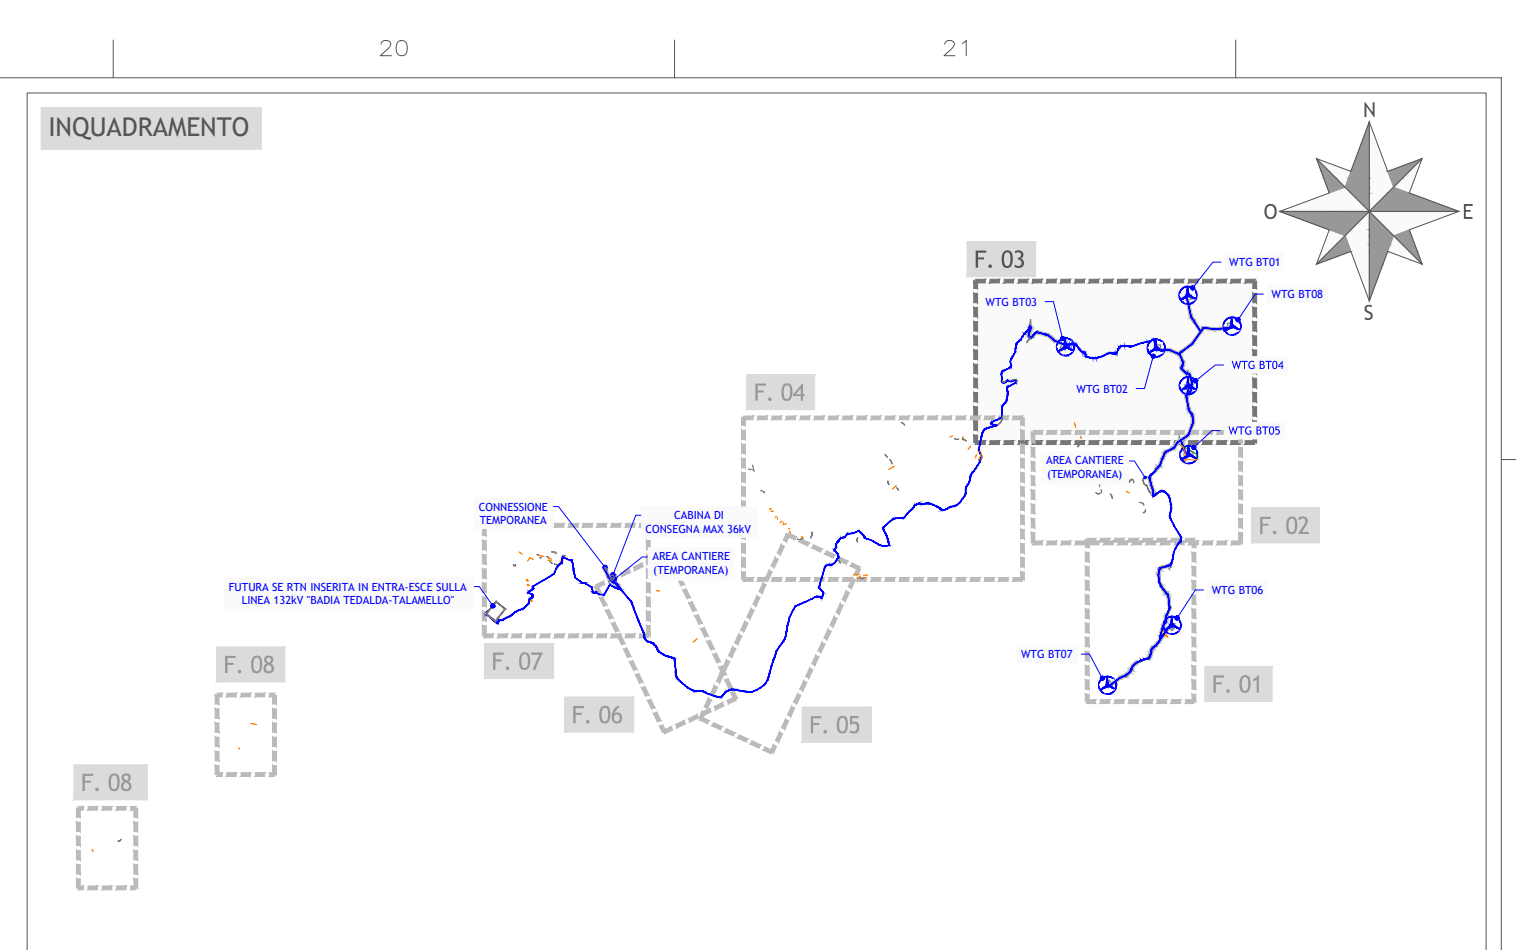 20
21
INQUADRAMENTO
N
O
E
S
F. 03
WTG BT01
WTG BT08
WTG BT03
WTG BT04
WTG BT02
F. 04
WTG BT05
AREA CANTIERE
(TEMPORANEA)
F. 02
CONNESSIONE
TEMPORANEA
CABINA DI
CONSEGNA MAX 36kV
AREA CANTIERE
(TEMPORANEA)
FUTURA SE RTN INSERITA IN ENTRA-ESCE SULLA
LINEA 132kV "BADIA TEDALDA-TALAMELLO"
WTG BT06
WTG BT07
F. 07
F. 08
F. 01
F. 06
F. 05
F. 08